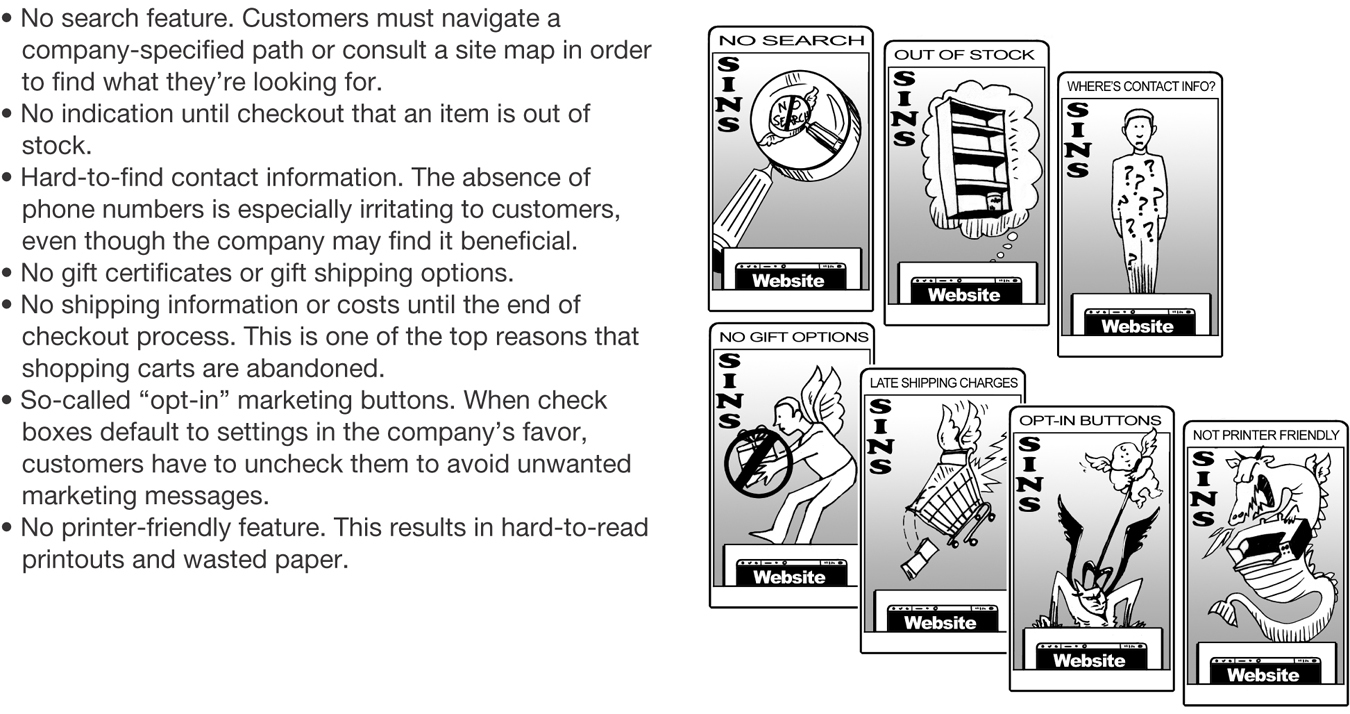 • No search feature. Customers must navigate a
company-specified path or consult a site map in order
to find what they’re looking for.
• No indication until checkout that an item is out of
stock.
• Hard-to-find contact information. The absence of
phone numbers is especially irritating to customers,
even though the company may find it beneficial.
• No gift certificates or gift shipping options.
• No shipping information or costs until the end of
checkout process. This is one of the top reasons that
shopping carts are abandoned.
• So-called “opt-in” marketing buttons. When check
boxes default to settings in the company’s favor,
customers have to uncheck them to avoid unwanted
marketing messages.
• No printer-friendly feature. This results in hard-to-read
printouts and wasted paper.
NO SEARCH
SINS
NO
SEARCH
Website
OUT OF STOCK
SINS
Website
WHERE'S CONTACT INFO?
SINS
? ? ? ? ? ? ? ? ?
Website
NO GIFT OPTIONS
SINS
Website
LATE SHIPPING CHARGES
SINS
Website
OPT-IN BUTTONS
SINS
Website
NOT PRINTER FRIENDLY
SINS
Website